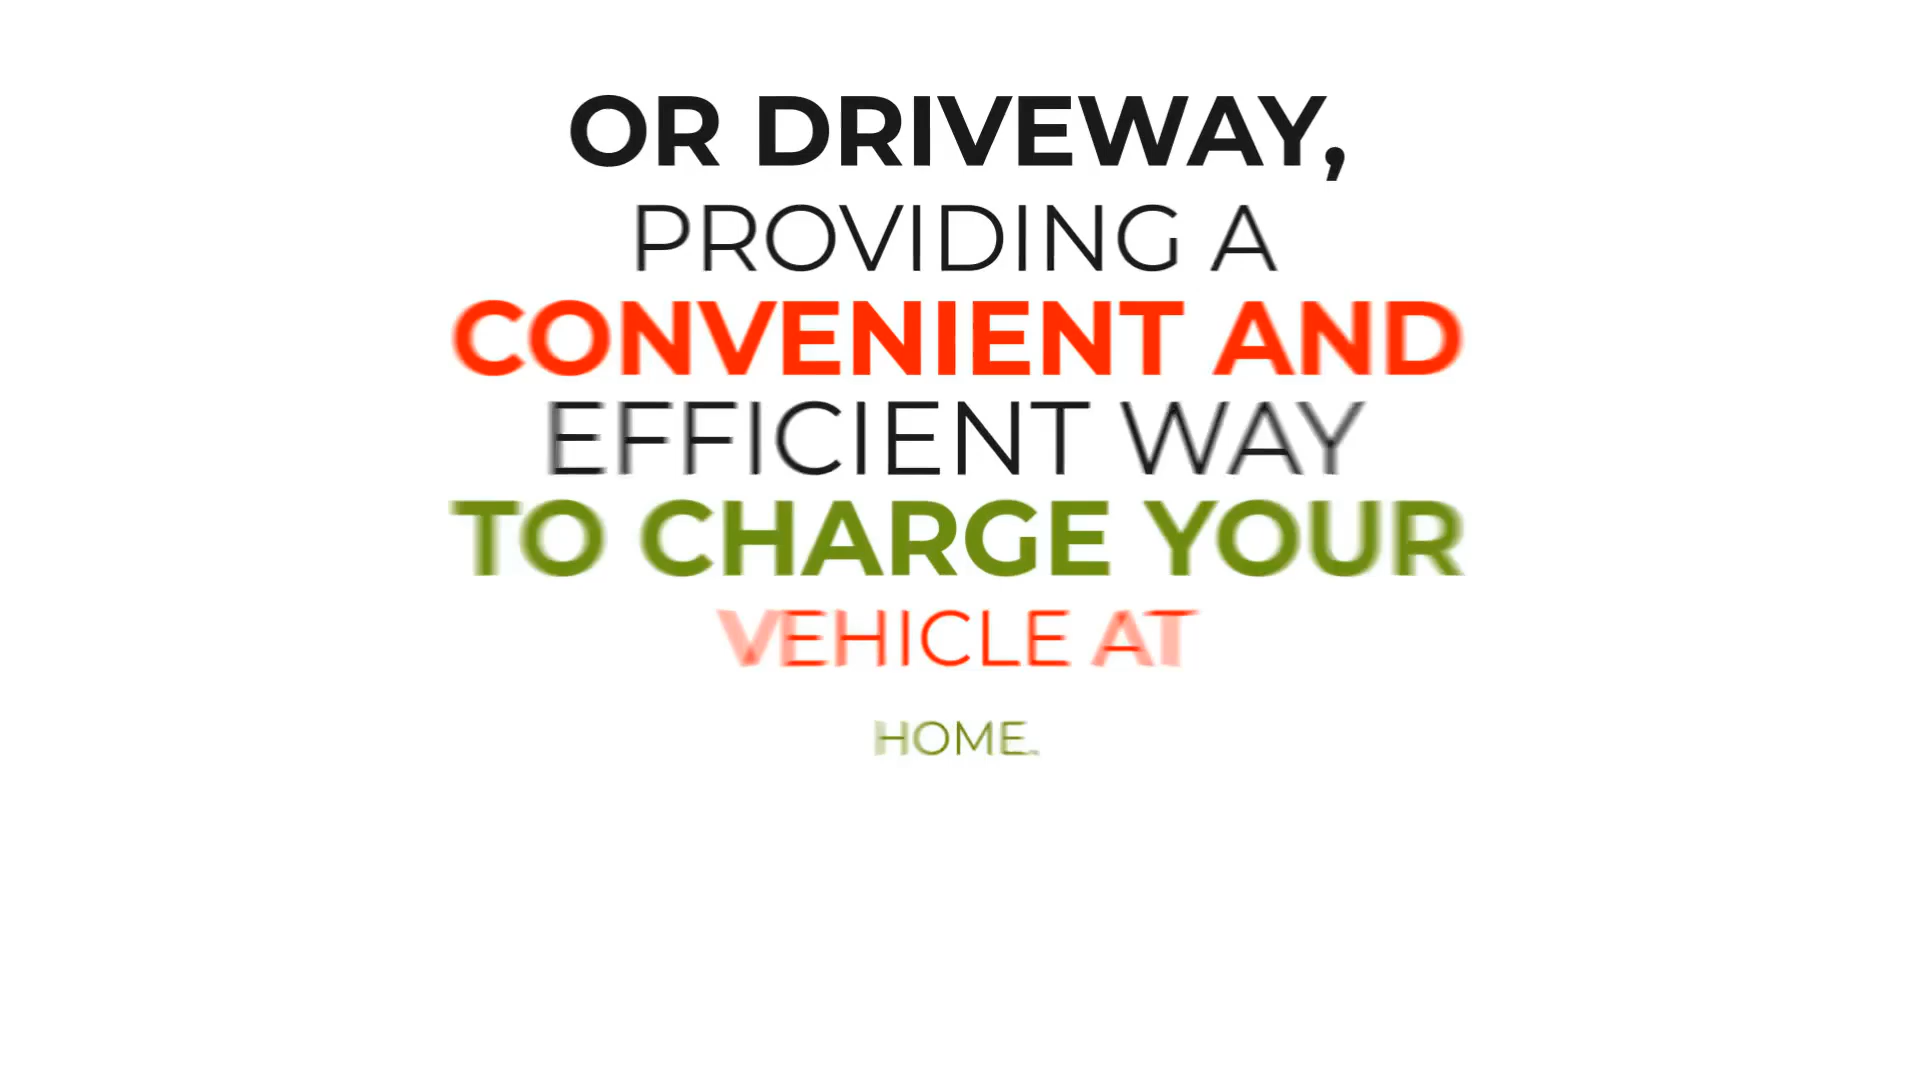 OR DRIVEWAY,
PROVIDING A
CONVENIENT AND
EFFICIENT WAY
TO CHARGE YOUR
VEHICLE AT
HOME.